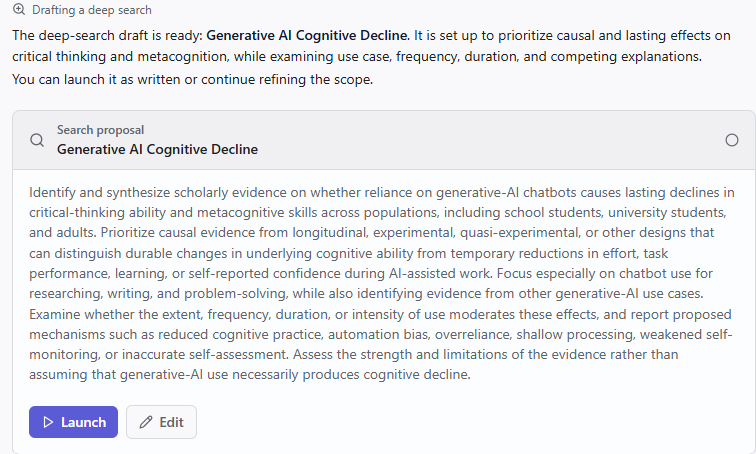 Drafting a deep search
The deep-search draft is ready: Generative AI Cognitive Decline. It is set up to prioritize causal and lasting effects on
critical thinking and metacognition, while examining use case, frequency, duration, and competing explanations.
You can launch it as written or continue refining the scope.
Search proposal
Generative AI Cognitive Decline
Identify and synthesize scholarly evidence on whether reliance on generative-AI chatbots causes lasting declines in
critical-thinking ability and metacognitive skills across populations, including school students, university students,
and adults. Prioritize causal evidence from longitudinal, experimental, quasi-experimental, or other designs that
can distinguish durable changes in underlying cognitive ability from temporary reductions in effort, task
performance, learning, or self-reported confidence during AI-assisted work. Focus especially on chatbot use for
researching, writing, and problem-solving, while also identifying evidence from other generative-AI use cases.
Examine whether the extent, frequency, duration, or intensity of use moderates these effects, and report proposed
mechanisms such as reduced cognitive practice, automation bias, overreliance, shallow processing, weakened self-
monitoring, or inaccurate self-assessment. Assess the strength and limitations of the evidence rather than
assuming that generative-AI use necessarily produces cognitive decline.
Launch
Edit